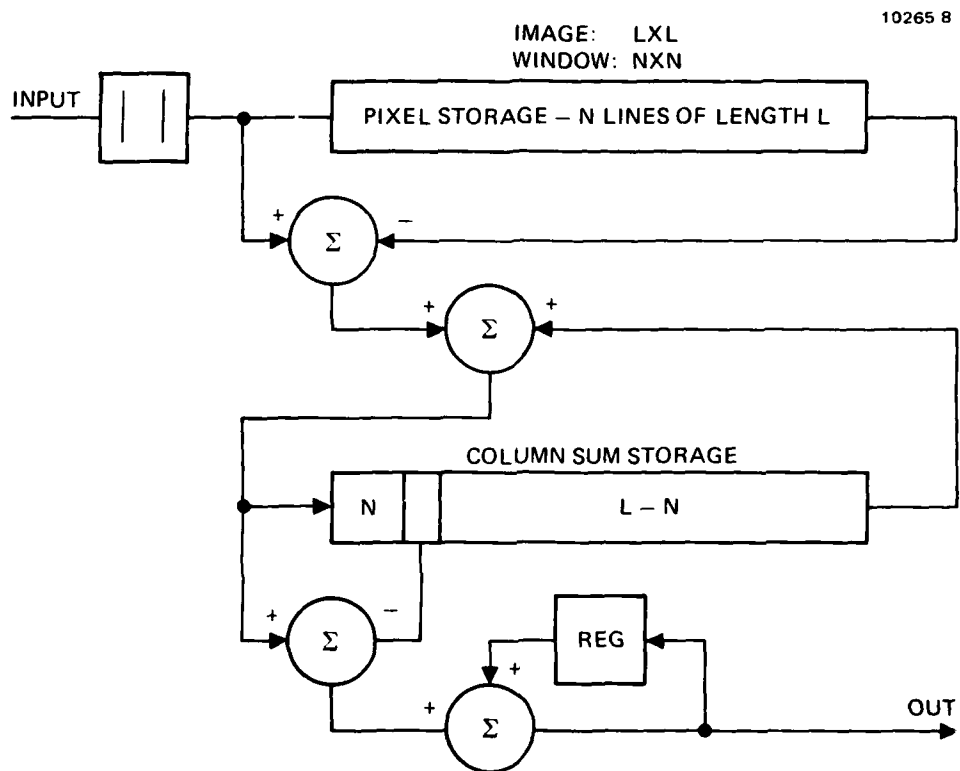 10265 8
IMAGE: LXL
WINDOW: NXN
INPUT
PIXEL STORAGE – N LINES OF LENGTH L
+ –
Σ
+ +
Σ
COLUMN SUM STORAGE
N L – N
+ –
Σ
REG
+
+
Σ
OUT